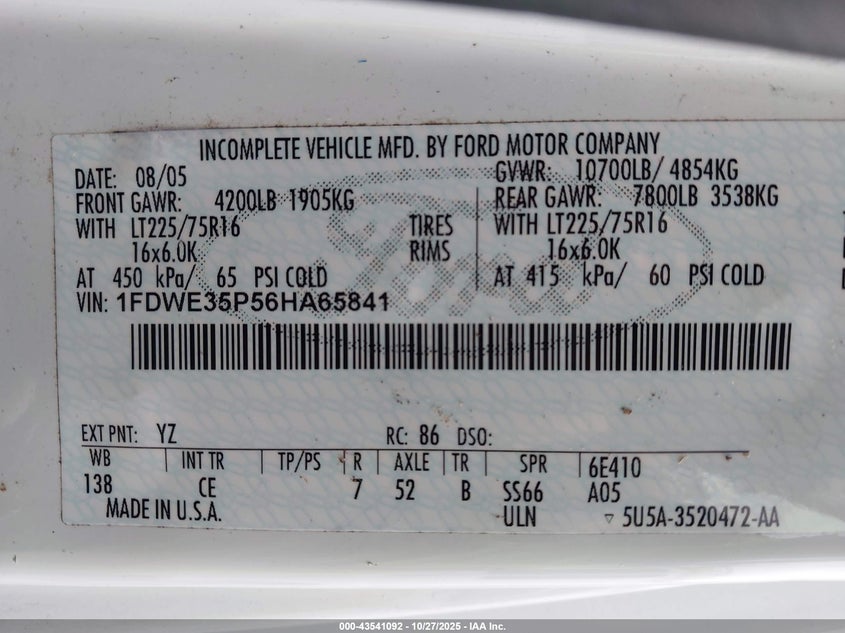 INCOMPLETE VEHICLE MFD. BY FORD MOTOR COMPANY
DATE: 08/05 GVWR: 10700LB/ 4854KG
FRONT GAWR: 4200LB 1905KG REAR GAWR: 7800LB 3538KG
WITH LT225/75R16 TIRES WITH LT225/75R16
16x6.0K RIMS 16x6.0K
AT 450 kPa/ 65 PSI COLD AT 415 kPa/ 60 PSI COLD
VIN: 1FDWE35P56HA65841
Ford
EXT PNT: YZ RC: 86 DSO:
WB INT TR TP/PS R AXLE TR SPR 6E410
138 CE 7 52 B SS66 A05
MADE IN U.S.A. ULN ▽ 5U5A-3520472-AA
000-43541092 - 10/27/2025 - IAA Inc.